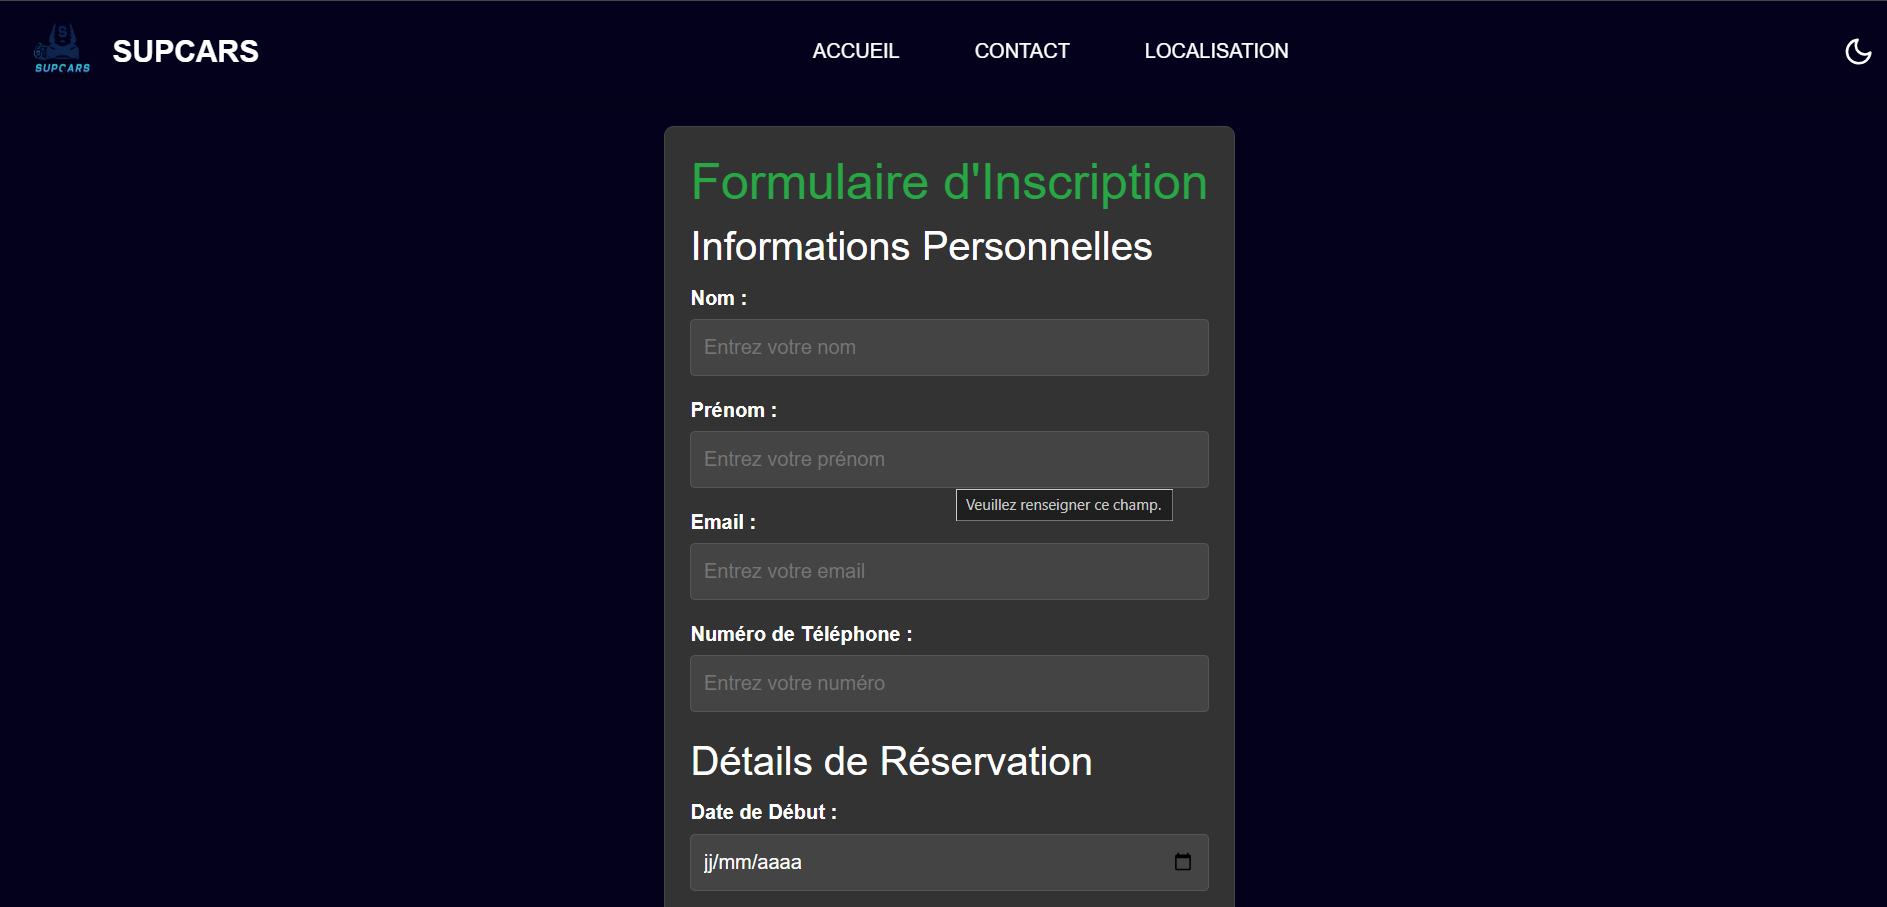 S
SUPCARS
SUPCARS
ACCUEIL
CONTACT
LOCALISATION
Formulaire d'Inscription
Informations Personnelles
Nom :
Entrez votre nom
Prénom :
Entrez votre prénom
Veuillez renseigner ce champ.
Email :
Entrez votre email
Numéro de Téléphone :
Entrez votre numéro
Détails de Réservation
Date de Début :
jj/mm/aaaa